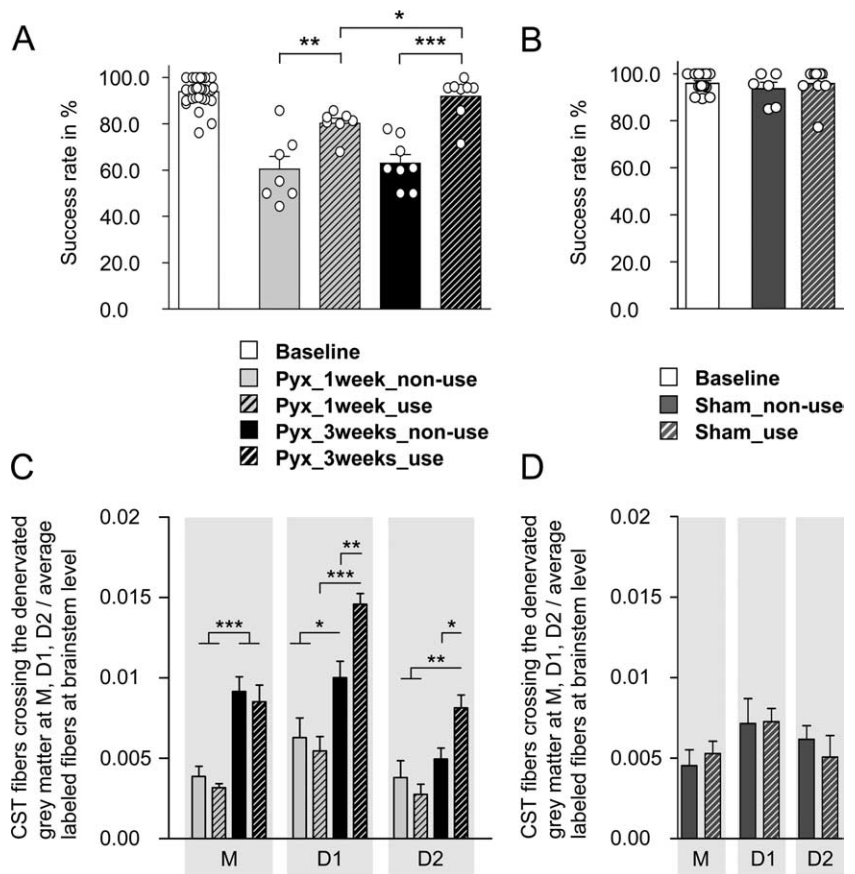 A
Success rate in %
100.0
80.0
60.0
40.0
20.0
0.0
**
*
***
Baseline
Pyx_1week_non-use
Pyx_1week_use
Pyx_3weeks_non-use
Pyx_3weeks_use
B
Success rate in %
100.0
80.0
60.0
40.0
20.0
0.0
Baseline
Sham_non-use
Sham_use
C
CST fibers crossing the denervated
grey matter at M, D1, D2 / average
labeled fibers at brainstem level
0.02
0.015
0.01
0.005
0.00
***
*
***
**
**
*
M D1 D2
D
CST fibers crossing the denervated
grey matter at M, D1, D2 / average
labeled fibers at brainstem level
0.02
0.015
0.01
0.005
0.00
M D1 D2